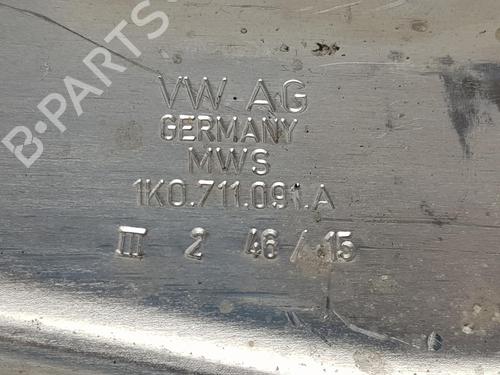 B-PARTS
VW AG
GERMANY
MWS
1K0.711.091.A
III 2 46/15